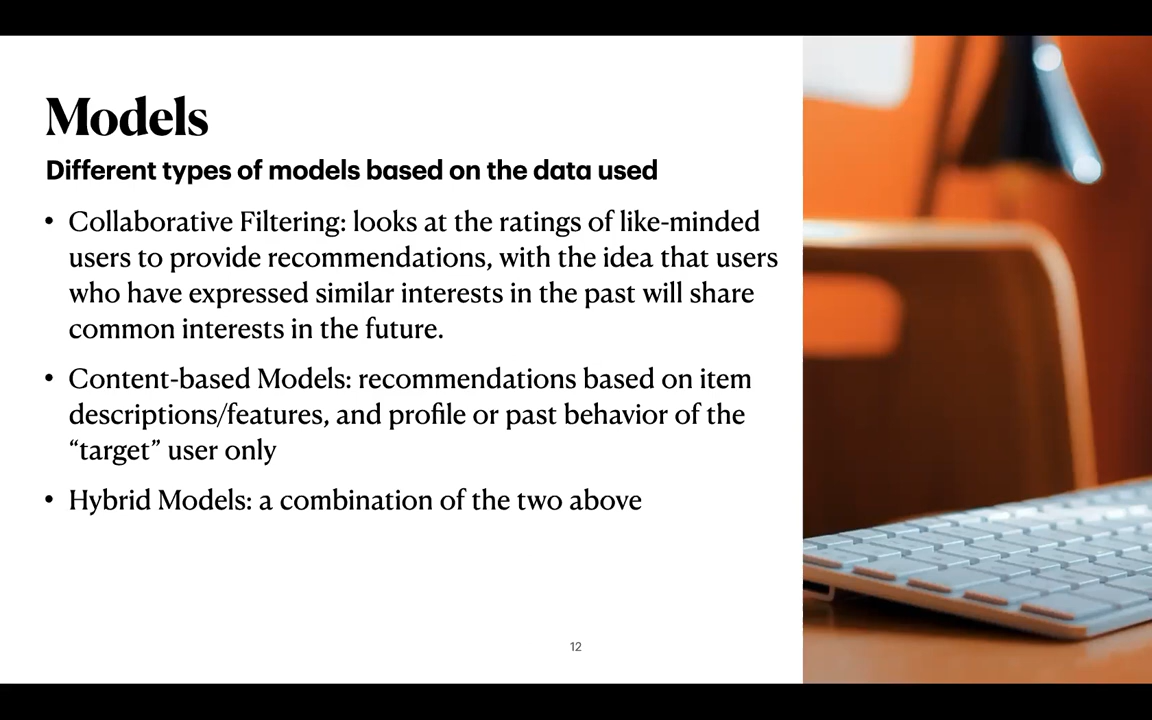 Models
Different types of models based on the data used
• Collaborative Filtering: looks at the ratings of like-minded
users to provide recommendations, with the idea that users
who have expressed similar interests in the past will share
common interests in the future.
• Content-based Models: recommendations based on item
descriptions/features, and profile or past behavior of the
“target” user only
• Hybrid Models: a combination of the two above
12